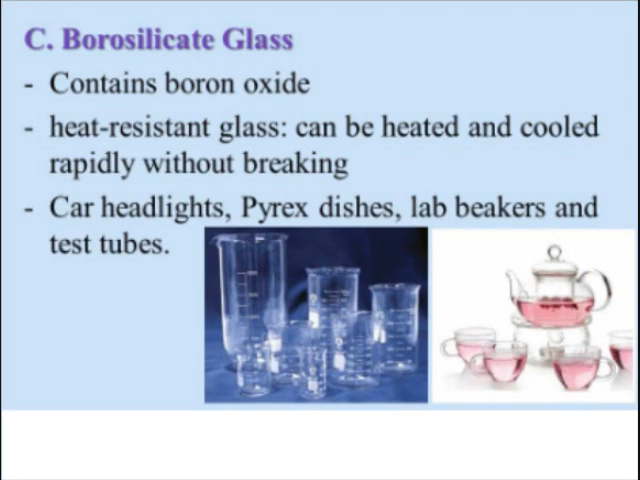 C. Borosilicate Glass
- Contains boron oxide
- heat-resistant glass: can be heated and cooled
rapidly without breaking
- Car headlights, Pyrex dishes, lab beakers and
test tubes.